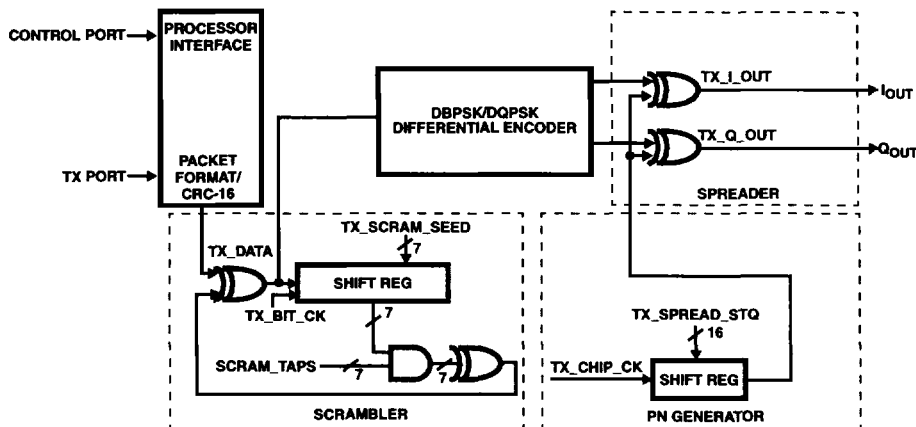 CONTROL PORT
PROCESSOR
INTERFACE
TX PORT
PACKET
FORMAT/
CRC-16
DBPSK/DQPSK
DIFFERENTIAL ENCODER
TX_I_OUT
IOUT
TX_Q_OUT
QOUT
SPREADER
TX_DATA
TX_SCRAM_SEED
7
SHIFT REG
TX_BIT_CK
7
SCRAM_TAPS
7
7
SCRAMBLER
TX_SPREAD_STQ
16
TX_CHIP_CK
SHIFT REG
PN GENERATOR